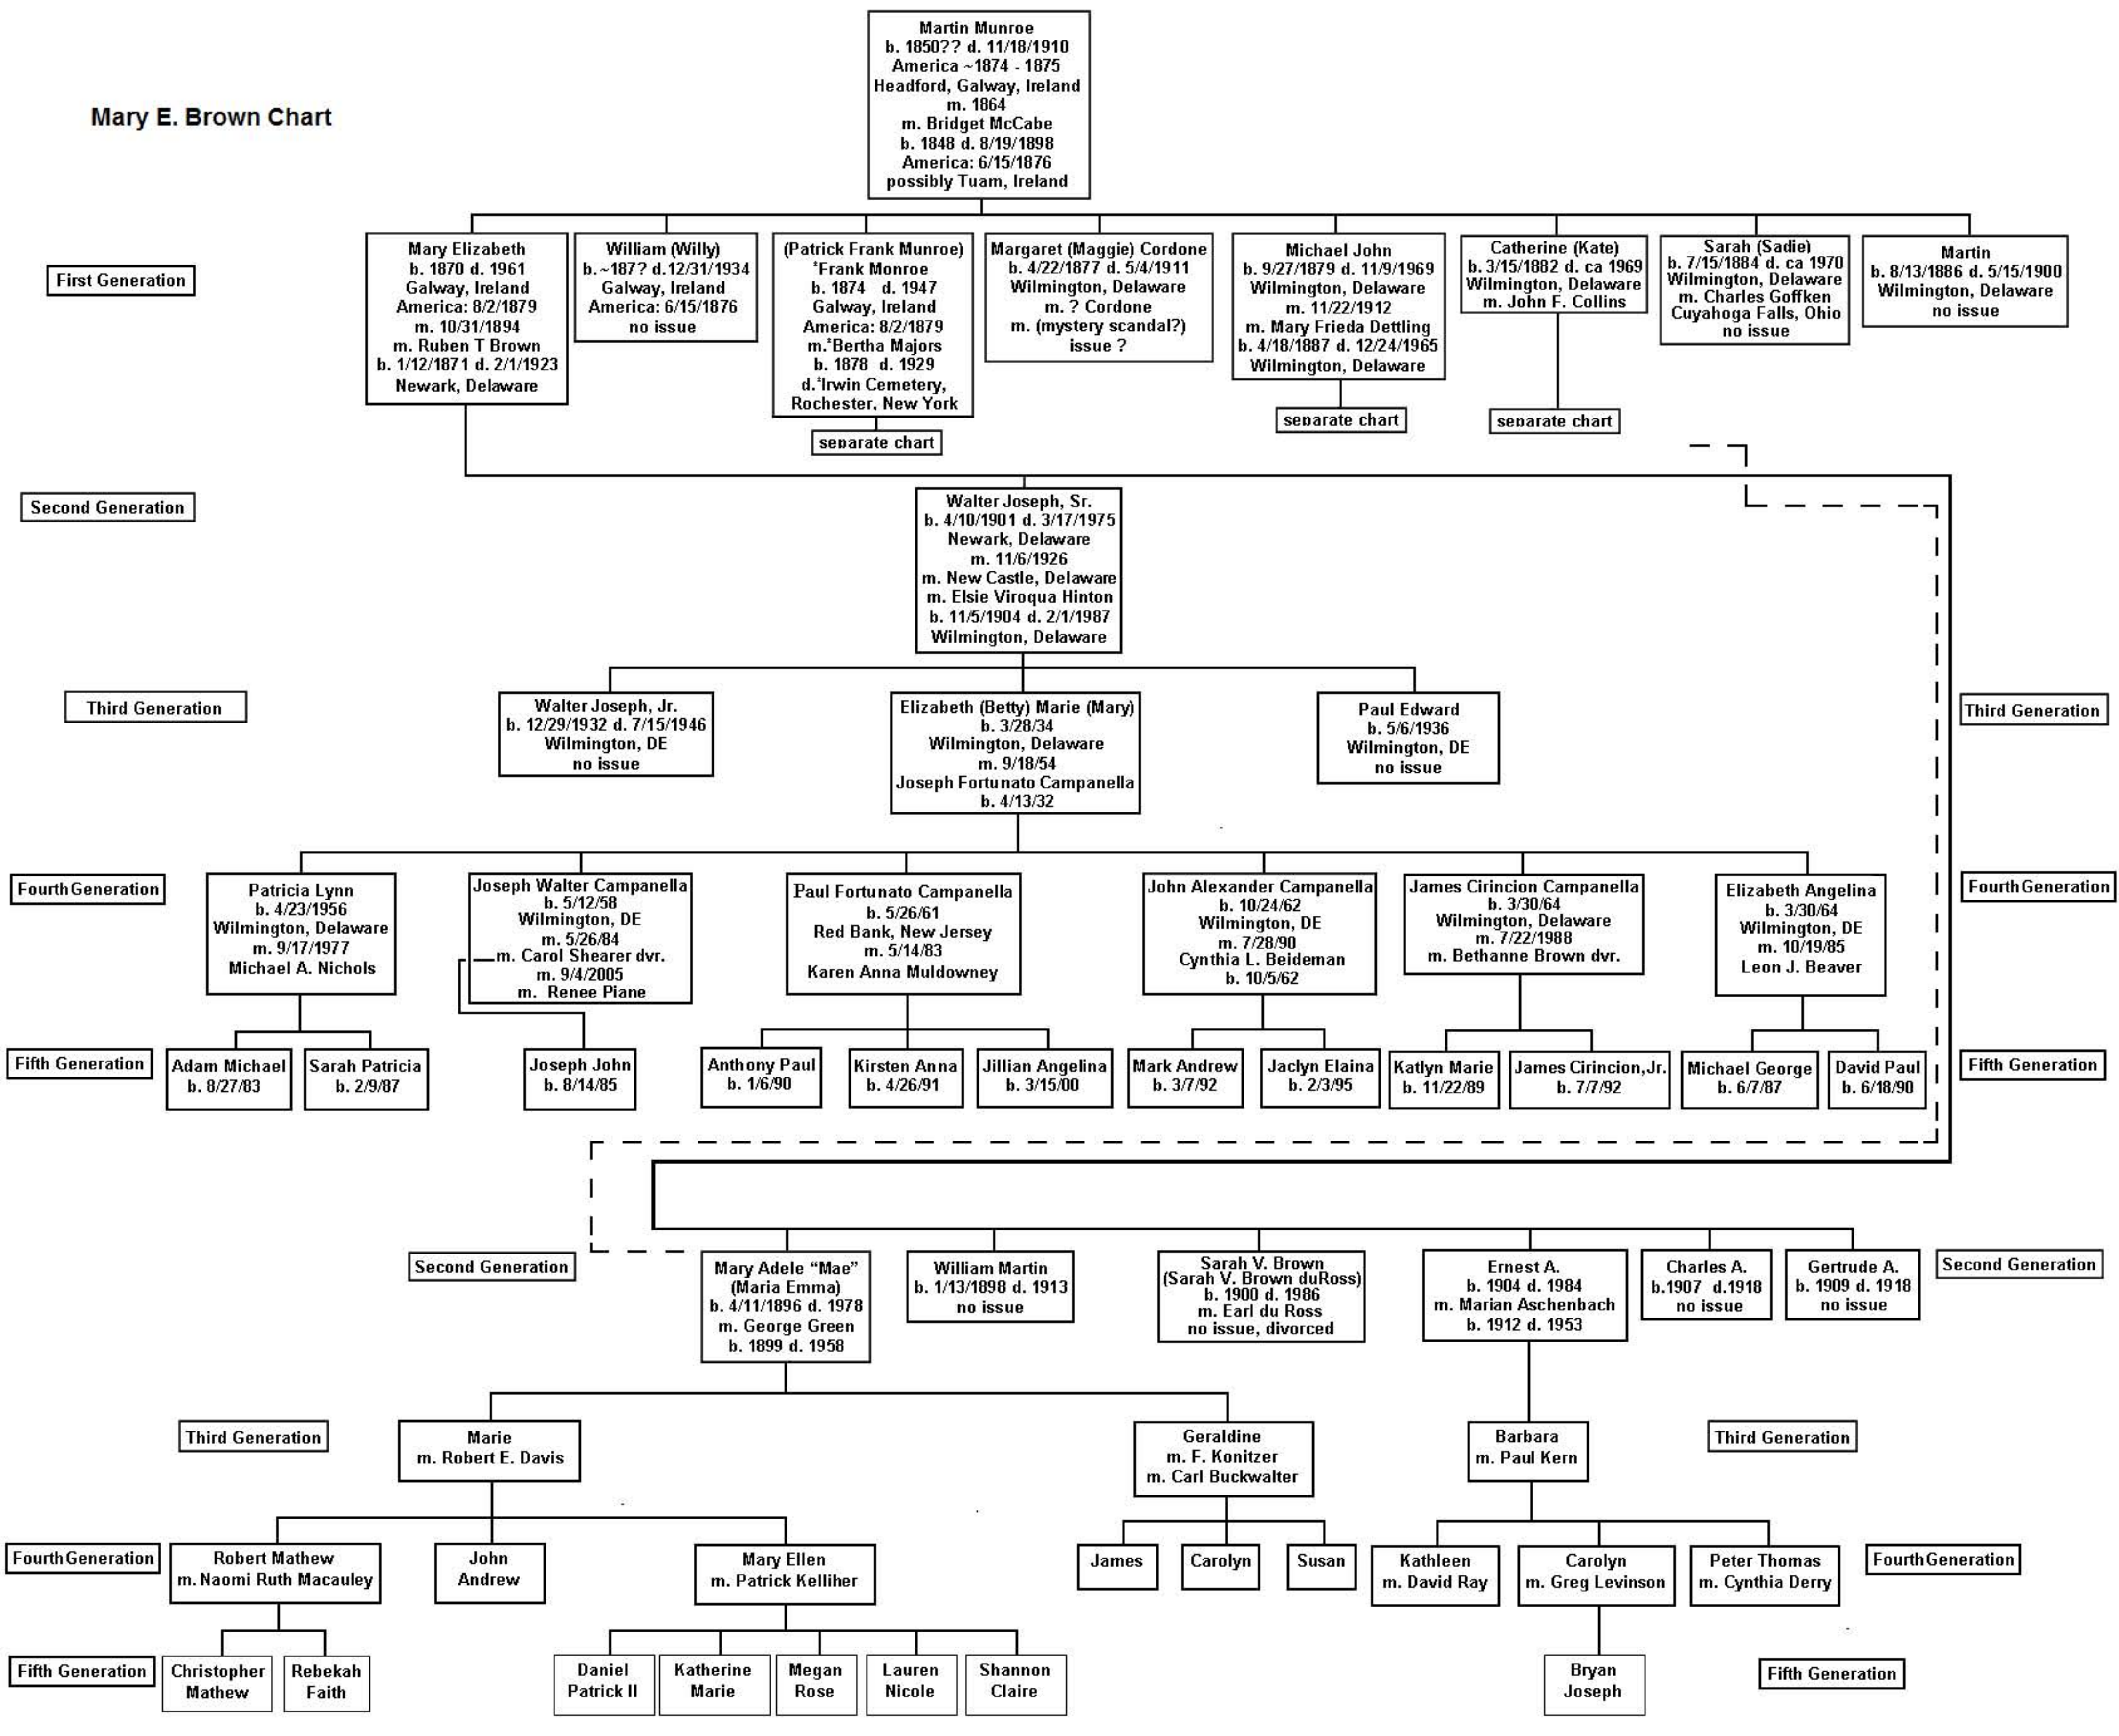 Martin Munroe
b. 1850?? d. 11/18/1910
America ~1874 - 1875
Headford, Galway, Ireland
m. 1864
m. Bridget McCabe
b. 1848 d. 8/19/1898
America: 6/15/1876
possibly Tuam, Ireland
Mary E. Brown Chart
First Generation
Mary Elizabeth
b. 1870 d. 1961
Galway, Ireland
America: 8/2/1879
m. 10/31/1894
m. Ruben T Brown
b. 1/12/1871 d. 2/1/1923
Newark, Delaware
William (Willy)
b.~187? d.12/31/1934
Galway, Ireland
America: 6/15/1876
no issue
(Patrick Frank Munroe)
*Frank Monroe
b. 1874 d. 1947
Galway, Ireland
America: 8/2/1879
m.*Bertha Majors
b. 1878 d. 1929
d.*Irwin Cemetery,
Rochester, New York
separate chart
Margaret (Maggie) Cordone
b. 4/22/1877 d. 5/4/1911
Wilmington, Delaware
m. ? Cordone
m. (mystery scandal?)
issue ?
Michael John
b. 9/27/1879 d. 11/9/1969
Wilmington, Delaware
m. 11/22/1912
m. Mary Frieda Dettling
b. 4/18/1887 d. 12/24/1965
Wilmington, Delaware
separate chart
Catherine (Kate)
b. 3/15/1882 d. ca 1969
Wilmington, Delaware
m. John F. Collins
separate chart
Sarah (Sadie)
b. 7/15/1884 d. ca 1970
Wilmington, Delaware
m. Charles Goffken
Cuyahoga Falls, Ohio
no issue
Martin
b. 8/13/1886 d. 5/15/1900
Wilmington, Delaware
no issue
Second Generation
Walter Joseph, Sr.
b. 4/10/1901 d. 3/17/1975
Newark, Delaware
m. 11/6/1926
m. New Castle, Delaware
m. Elsie Viroqua Hinton
b. 11/5/1904 d. 2/1/1987
Wilmington, Delaware
Third Generation
Walter Joseph, Jr.
b. 12/29/1932 d. 7/15/1946
Wilmington, DE
no issue
Elizabeth (Betty) Marie (Mary)
b. 3/28/34
Wilmington, Delaware
m. 9/18/54
Joseph Fortunato Campanella
b. 4/13/32
Paul Edward
b. 5/6/1936
Wilmington, DE
no issue
Third Generation
Fourth Generation
Patricia Lynn
b. 4/23/1956
Wilmington, Delaware
m. 9/17/1977
Michael A. Nichols
Joseph Walter Campanella
b. 5/12/58
Wilmington, DE
m. 5/26/84
m. Carol Shearer dvr.
m. 9/4/2005
m. Renee Piane
Paul Fortunato Campanella
b. 5/26/61
Red Bank, New Jersey
m. 5/14/83
Karen Anna Muldowney
John Alexander Campanella
b. 10/24/62
Wilmington, DE
m. 7/28/90
Cynthia L. Beideman
b. 10/5/62
James Cirincion Campanella
b. 3/30/64
Wilmington, Delaware
m. 7/22/1988
m. Bethanne Brown dvr.
Elizabeth Angelina
b. 3/30/64
Wilmington, DE
m. 10/19/85
Leon J. Beaver
Fourth Generation
Fifth Generation
Adam Michael
b. 8/27/83
Sarah Patricia
b. 2/9/87
Joseph John
b. 8/14/85
Anthony Paul
b. 1/6/90
Kirsten Anna
b. 4/26/91
Jillian Angelina
b. 3/15/00
Mark Andrew
b. 3/7/92
Jaclyn Elaina
b. 2/3/95
Katlyn Marie
b. 11/22/89
James Cirincion, Jr.
b. 7/7/92
Michael George
b. 6/7/87
David Paul
b. 6/18/90
Fifth Generation
Second Generation
Mary Adele “Mae”
(Maria Emma)
b. 4/11/1896 d. 1978
m. George Green
b. 1899 d. 1958
William Martin
b. 1/13/1898 d. 1913
no issue
Sarah V. Brown
(Sarah V. Brown duRoss)
b. 1900 d. 1986
m. Earl du Ross
no issue, divorced
Ernest A.
b. 1904 d. 1984
m. Marian Aschenbach
b. 1912 d. 1953
Charles A.
b.1907 d.1918
no issue
Gertrude A.
b. 1909 d. 1918
no issue
Second Generation
Third Generation
Marie
m. Robert E. Davis
Geraldine
m. F. Konitzer
m. Carl Buckwalter
Barbara
m. Paul Kern
Third Generation
Fourth Generation
Robert Mathew
m. Naomi Ruth Macauley
John
Andrew
Mary Ellen
m. Patrick Kelliher
James
Carolyn
Susan
Kathleen
m. David Ray
Carolyn
m. Greg Levinson
Peter Thomas
m. Cynthia Derry
Fourth Generation
Fifth Generation
Christopher
Mathew
Rebekah
Faith
Daniel
Patrick II
Katherine
Marie
Megan
Rose
Lauren
Nicole
Shannon
Claire
Bryan
Joseph
Fifth Generation